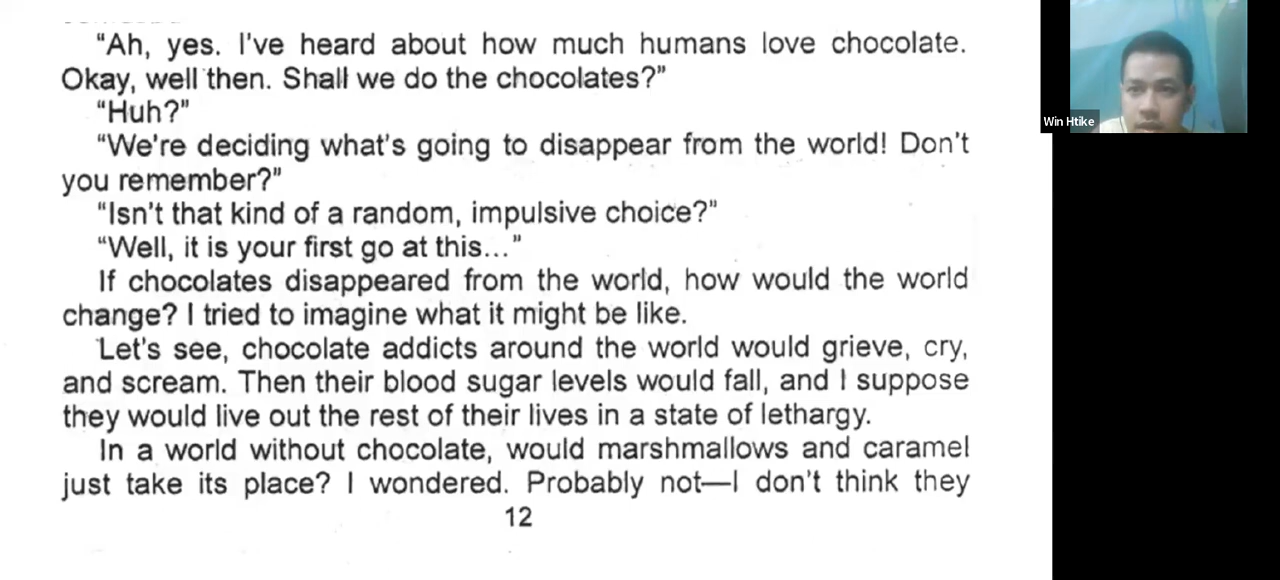 “Ah, yes. I've heard about how much humans love chocolate.
Okay, well then. Shall we do the chocolates?”
“Huh?”
“We're deciding what's going to disappear from the world! Don't
you remember?”
“Isn't that kind of a random, impulsive choice?”
“Well, it is your first go at this...”
If chocolates disappeared from the world, how would the world
change? I tried to imagine what it might be like.
Let's see, chocolate addicts around the world would grieve, cry,
and scream. Then their blood sugar levels would fall, and I suppose
they would live out the rest of their lives in a state of lethargy.
In a world without chocolate, would marshmallows and caramel
just take its place? I wondered. Probably not—I don't think they
12
Win Htike